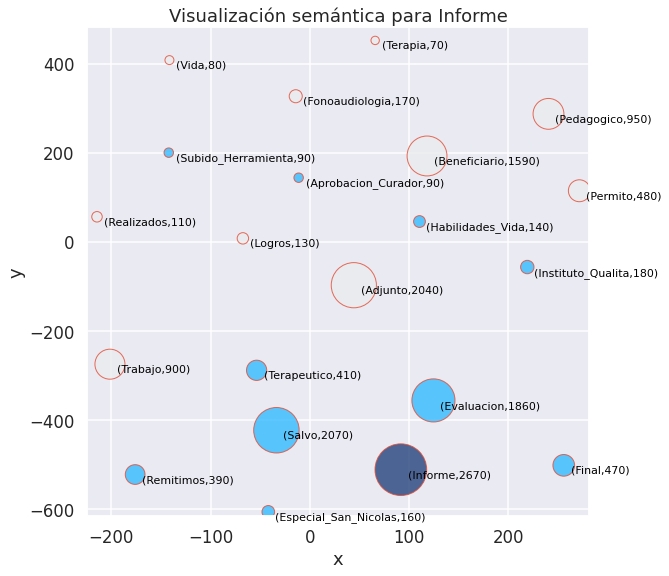 Visualización semántica para Informe
(Terapia,70)
400
(Vida,80)
(Fonoaudiologia,170)
(Pedagogico,950)
200
(Beneficiario,1590)
(Subido_Herramienta,90)
(Aprobacion_Curador,90)
(Permito,480)
(Realizados,110)
(Habilidades_Vida,140)
0
(Logros,130)
y
(Instituto_Qualita,180)
(Adjunto,2040)
−200
(Trabajo,900)
(Terapeutico,410)
(Evaluacion,1860)
−400
(Salvo,2070)
(Remitimos,390)
(Informe,2670)
(Final,470)
−600
(Especial_San_Nicolas,160)
−200 −100 0 100 200
x